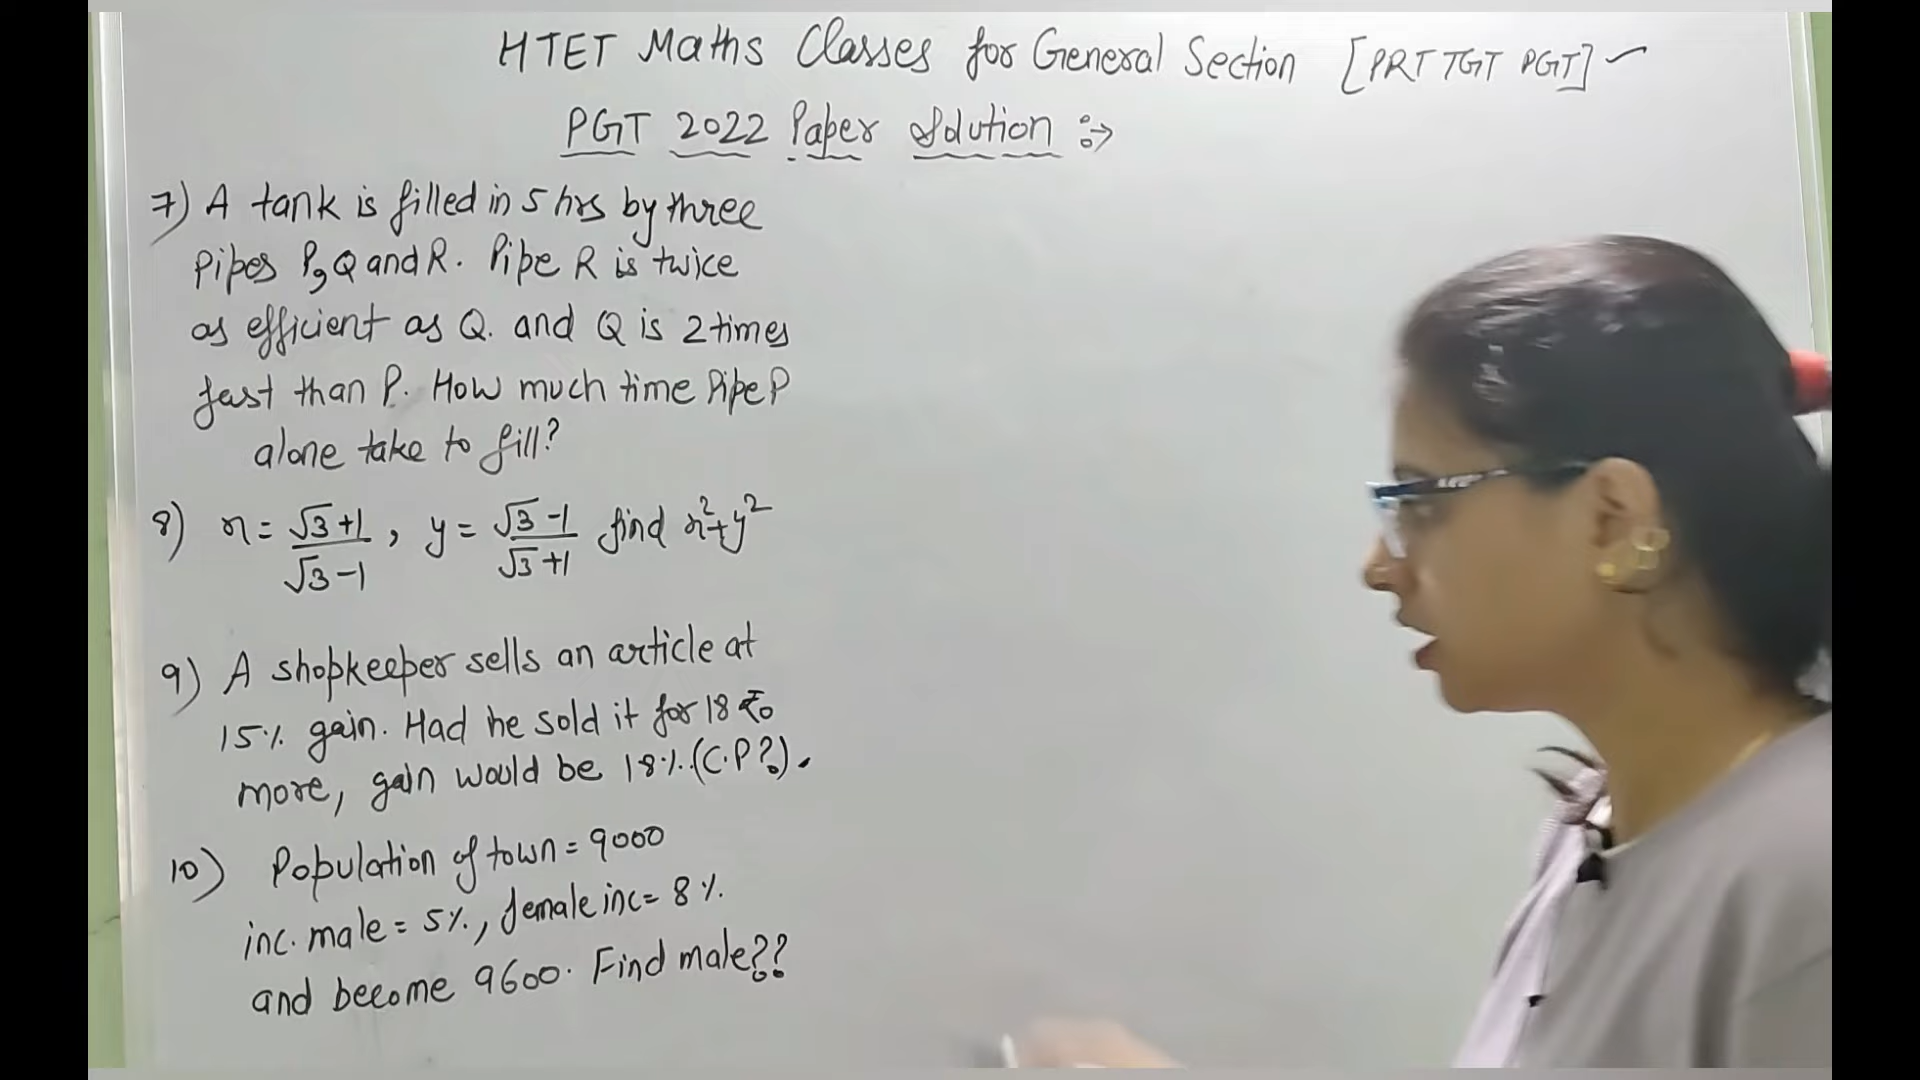 HTET Maths Classes for General Section [PRT TGT PGT]
PGT 2022 Paper Solution :→
7) A tank is filled in 5 hrs by three
Pipes P, Q and R. Pipe R is twice
as efficient as Q. and Q is 2 times
fast than P. How much time Pipe P
alone take to fill?
8) x = √3+1/√3-1, y = √3-1/√3+1 find x²+y²
9) A shopkeeper sells an article at
15% gain. Had he sold it for 18 ₹
more, gain would be 18%. (C.P?).
10) Population of town = 9000
inc. male = 5%, female inc = 8%
and become 9600. Find male??